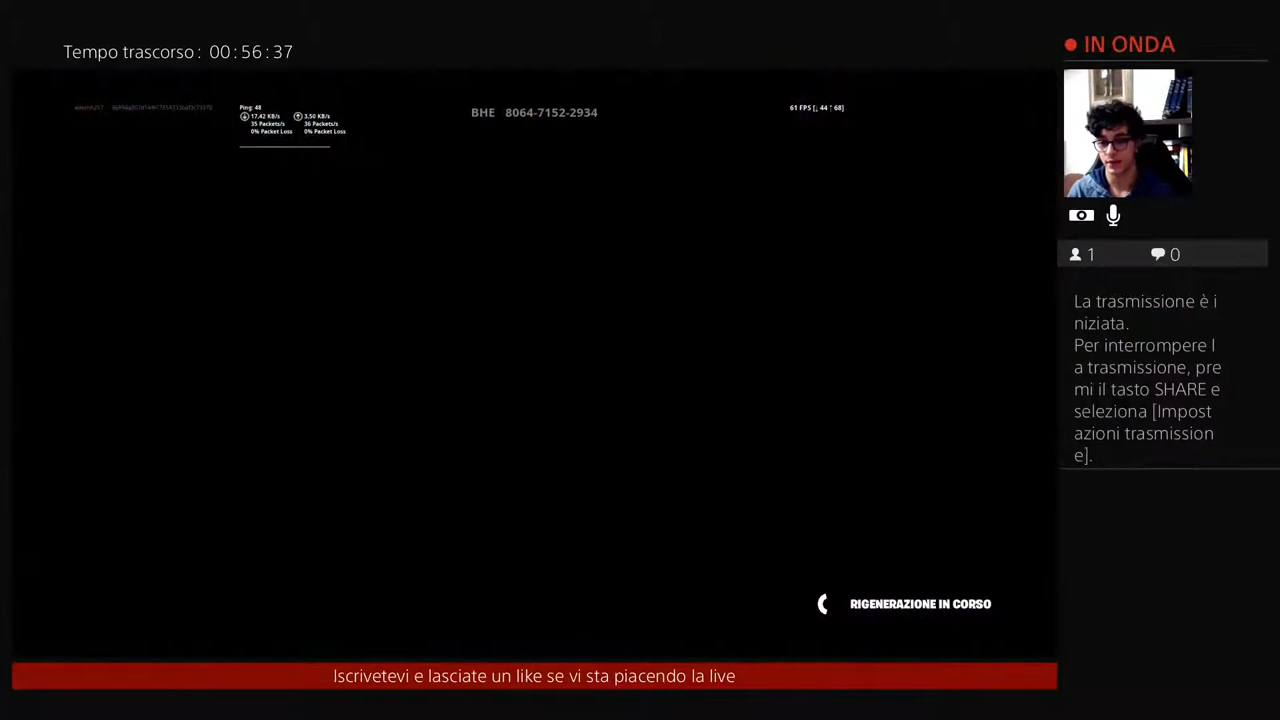 Tempo trascorso: 00:56:37
IN ONDA
Ping: 48
17,42 KB/s 3,50 KB/s
35 Packets/s 36 Packets/s
0% Packet Loss 0% Packet Loss
BHE 8064-7152-2934
61 FPS [↓ 44 ↑ 68]
1 0
La trasmissione è i
niziata.
Per interrompere l
a trasmissione, pre
mi il tasto SHARE e
seleziona [Impost
azioni trasmission
e].
RIGENERAZIONE IN CORSO
Iscrivetevi e lasciate un like se vi sta piacendo la live